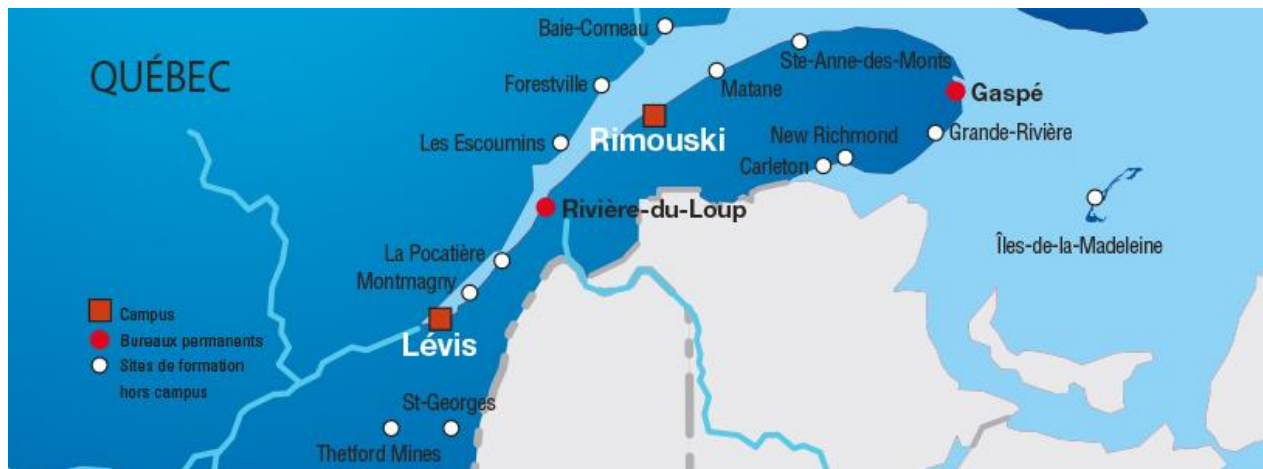 Baie-Comeau
QUÉBEC
Ste-Anne-des-Monts
Forestville
Matane
Gaspé
Rimouski
New Richmond
Grande-Rivière
Les Escoumins
Carleton
Rivière-du-Loup
Îles-de-la-Madeleine
La Pocatière
Montmagny
Lévis
Campus
Bureaux permanents
Sites de formation
hors campus
St-Georges
Thetford Mines